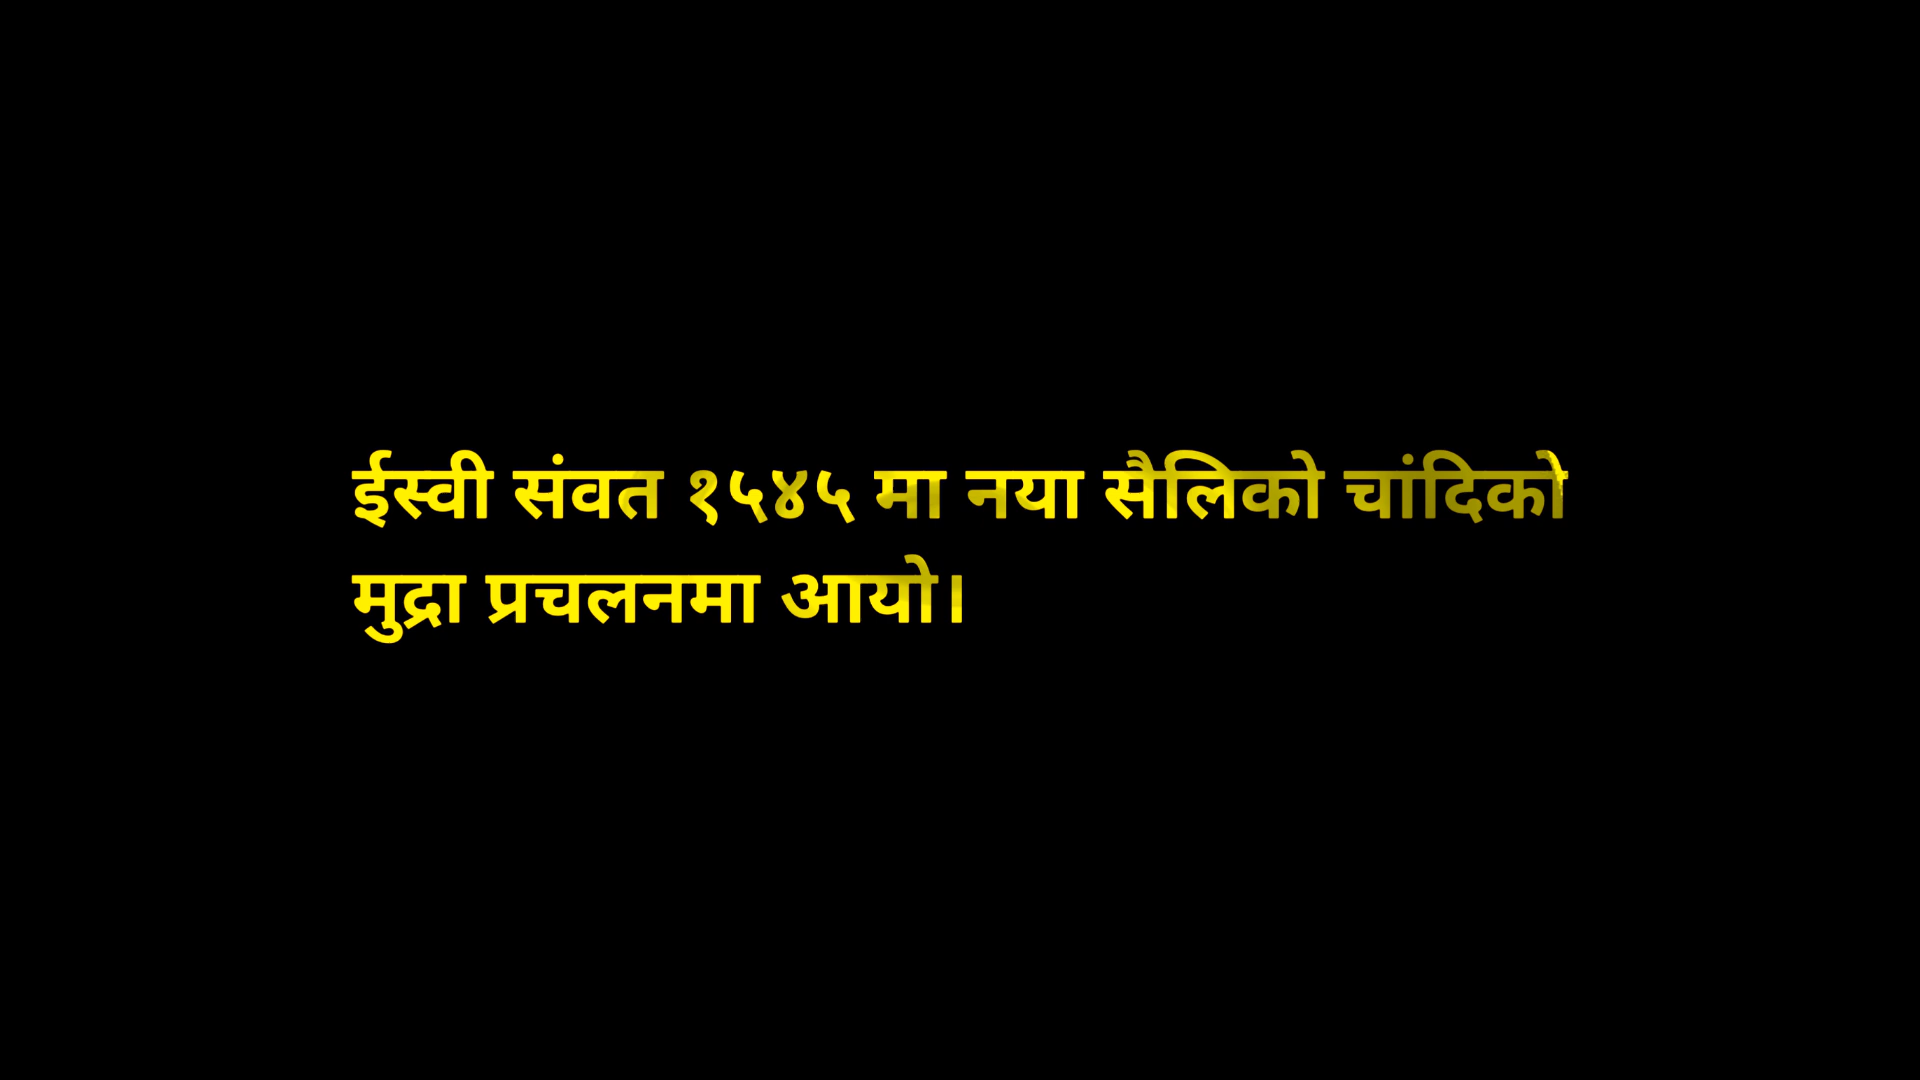 ईस्वी संवत १५४५ मा नया सैलिको चांदिको
मुद्रा प्रचलनमा आयो।